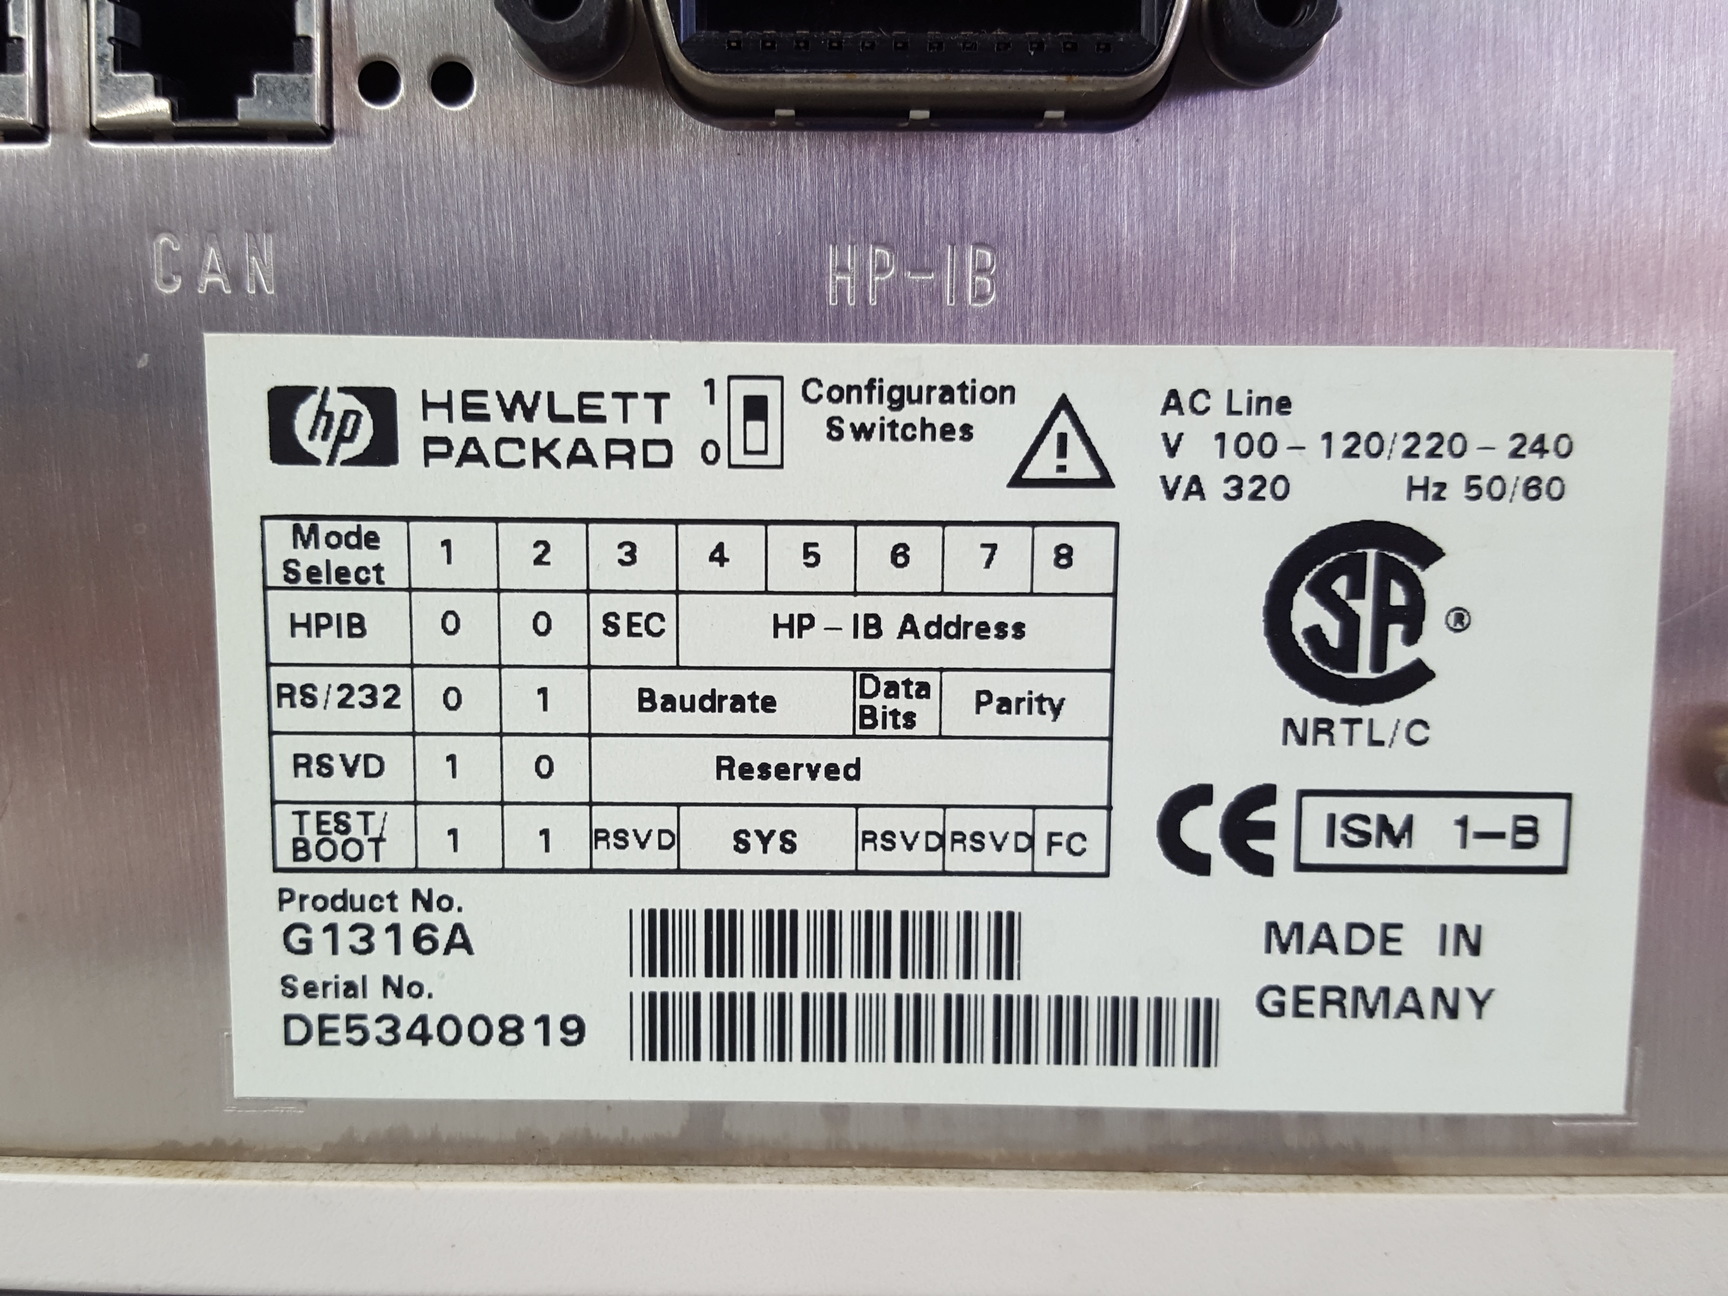 CAN
HP-IB
hp HEWLETT PACKARD
1
0
Configuration
Switches
AC Line
V 100-120/220-240
VA 320 Hz 50/60
Mode Select 1 2 3 4 5 6 7 8
HPIB 0 0 SEC HP-IB Address
RS/232 0 1 Baudrate Data Bits Parity
RSVD 1 0 Reserved
TEST/BOOT 1 1 RSVD SYS RSVD RSVD FC
SA ®
NRTL/C
CE ISM 1-B
Product No.
G1316A
Serial No.
DE53400819
MADE IN
GERMANY